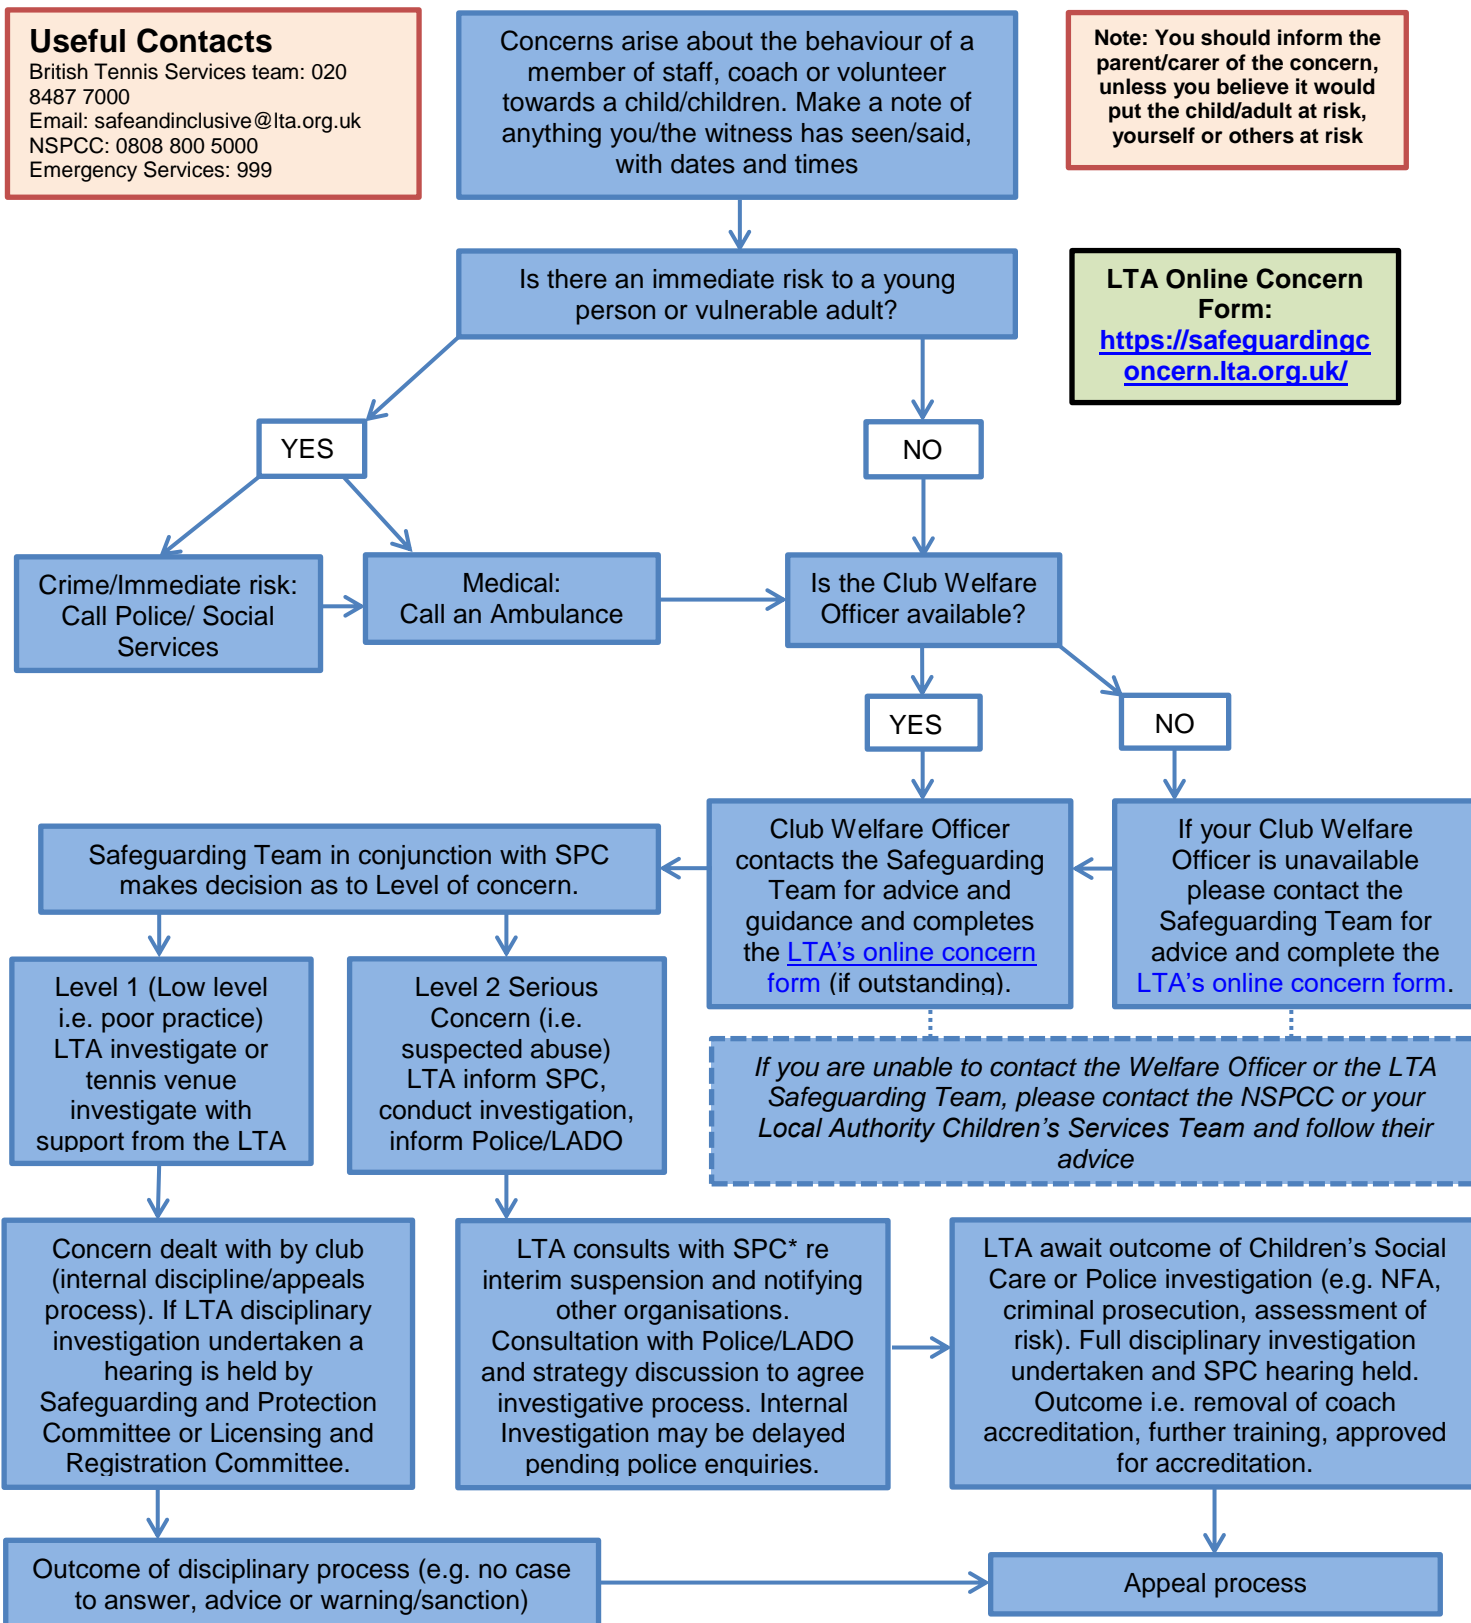 Useful Contacts
British Tennis Services team: 020
8487 7000
Email: safeandinclusive@lta.org.uk
NSPCC: 0808 800 5000
Emergency Services: 999
Concerns arise about the behaviour of a
member of staff, coach or volunteer
towards a child/children. Make a note of
anything you/the witness has seen/said,
with dates and times
Note: You should inform the
parent/carer of the concern,
unless you believe it would
put the child/adult at risk,
yourself or others at risk
Is there an immediate risk to a young
person or vulnerable adult?
LTA Online Concern
Form:
https://safeguardingc
oncern.lta.org.uk/
YES
NO
Crime/Immediate risk:
Call Police/ Social
Services
Medical:
Call an Ambulance
Is the Club Welfare
Officer available?
YES
NO
Safeguarding Team in conjunction with SPC
makes decision as to Level of concern.
Club Welfare Officer
contacts the Safeguarding
Team for advice and
guidance and completes
the LTA's online concern
form (if outstanding).
If your Club Welfare
Officer is unavailable
please contact the
Safeguarding Team for
advice and complete the
LTA's online concern form.
Level 1 (Low level
i.e. poor practice)
LTA investigate or
tennis venue
investigate with
support from the LTA
Level 2 Serious
Concern (i.e.
suspected abuse)
LTA inform SPC,
conduct investigation,
inform Police/LADO
If you are unable to contact the Welfare Officer or the LTA
Safeguarding Team, please contact the NSPCC or your
Local Authority Children's Services Team and follow their
advice
Concern dealt with by club
(internal discipline/appeals
process). If LTA disciplinary
investigation undertaken a
hearing is held by
Safeguarding and Protection
Committee or Licensing and
Registration Committee.
LTA consults with SPC* re
interim suspension and notifying
other organisations.
Consultation with Police/LADO
and strategy discussion to agree
investigative process. Internal
Investigation may be delayed
pending police enquiries.
LTA await outcome of Children's Social
Care or Police investigation (e.g. NFA,
criminal prosecution, assessment of
risk). Full disciplinary investigation
undertaken and SPC hearing held.
Outcome i.e. removal of coach
accreditation, further training, approved
for accreditation.
Outcome of disciplinary process (e.g. no case
to answer, advice or warning/sanction)
Appeal process